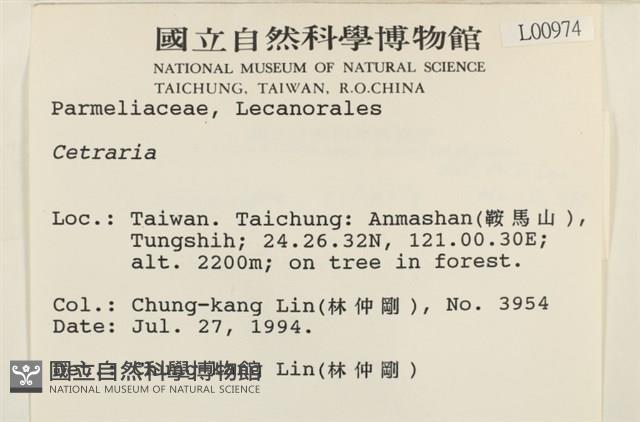 國立自然科學博物館
L00974
NATIONAL MUSEUM OF NATURAL SCIENCE
TAICHUNG, TAIWAN, R.O.CHINA
Parmeliaceae, Lecanorales
Cetraria
Loc.: Taiwan. Taichung: Anmashan(鞍馬山),
Tungshih; 24.26.32N, 121.00.30E;
alt. 2200m; on tree in forest.
Col.: Chung-kang Lin(林仲剛), No. 3954
Date: Jul. 27, 1994.
Det.: Chung-kang Lin(林仲剛)
國立自然科學博物館
NATIONAL MUSEUM OF NATURAL SCIENCE